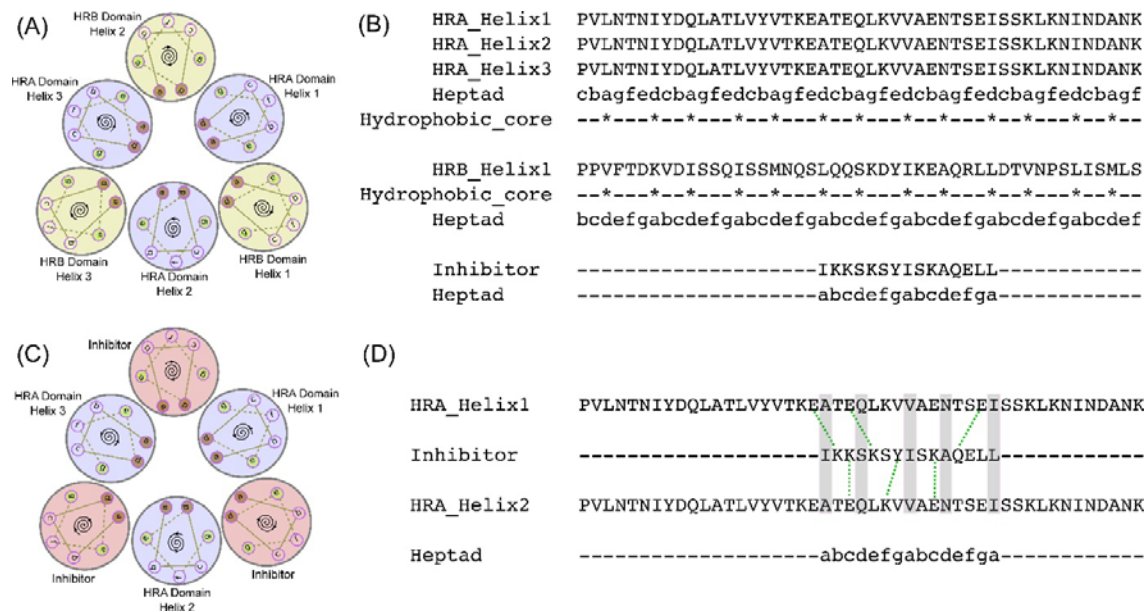 (A)
HRB Domain
Helix 2
HRA Domain
Helix 3
HRA Domain
Helix 1
HRB Domain
Helix 3
HRA Domain
Helix 2
HRB Domain
Helix 1
(B)
HRA_Helix1 PVLNTNIYDQLATLVYVTKEATEQLKVVAENTSEISSKLKNINDANK
HRA_Helix2 PVLNTNIYDQLATLVYVTKEATEQLKVVAENTSEISSKLKNINDANK
HRA_Helix3 PVLNTNIYDQLATLVYVTKEATEQLKVVAENTSEISSKLKNINDANK
Heptad cbagfedcbagfedcbagfedcbagfedcbagfedcbagfedcbagf
Hydrophobic_core --*---*--*---*--*---*--*---*--*---*--*---*--*--
HRB_Helix1 PPVFTDKVDISSQISSMNQSLQQSKDYIKEAQRLLDTVNPSLISMLS
Hydrophobic_core --*---*--*---*--*---*--*---*--*---*--*---*--*--
Heptad bcdefgabcdefgabcdefgabcdefgabcdefgabcdefgabcdef
Inhibitor --------------------IKKSKSYISKAQELL------------
Heptad --------------------abcdefgabcdefga------------
(C)
Inhibitor
HRA Domain
Helix 3
HRA Domain
Helix 1
Inhibitor
HRA Domain
Helix 2
Inhibitor
(D)
HRA_Helix1 PVLNTNIYDQLATLVYVTKEATEQLKVVAENTSEISSKLKNINDANK
Inhibitor --------------------IKKSKSYISKAQELL------------
HRA_Helix2 PVLNTNIYDQLATLVYVTKEATEQLKVVAENTSEISSKLKNINDANK
Heptad --------------------abcdefgabcdefga------------